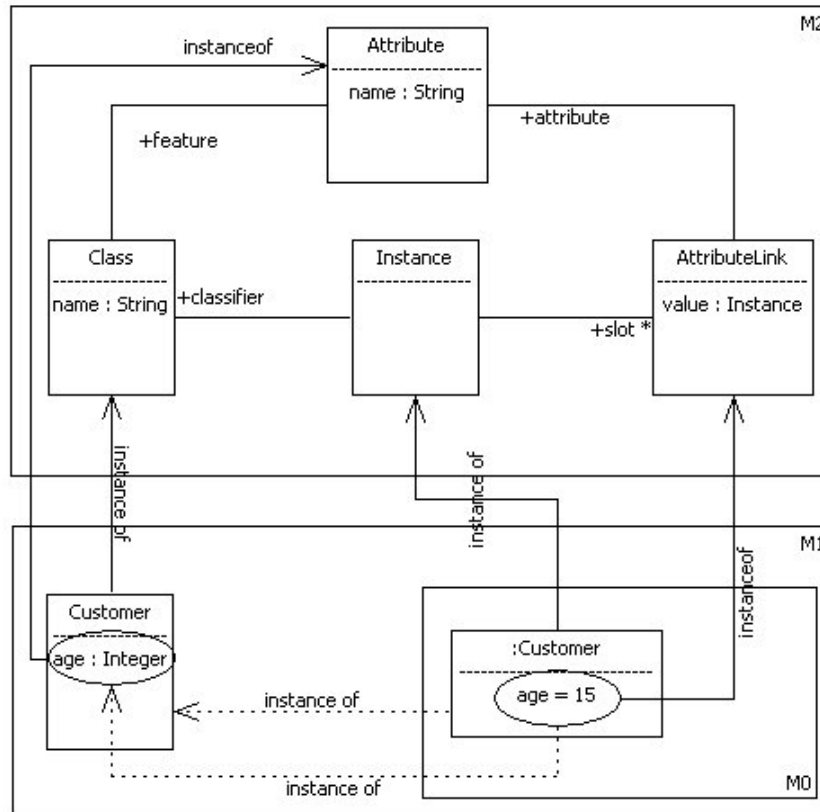 M2
Attribute
instanceof
name : String
+attribute
+feature
Class
Instance
AttributeLink
name : String
+classifier
value : Instance
+slot *
instance of
instance of
instanceof
M1
Customer
age : Integer
:Customer
age = 15
instance of
instance of
M0